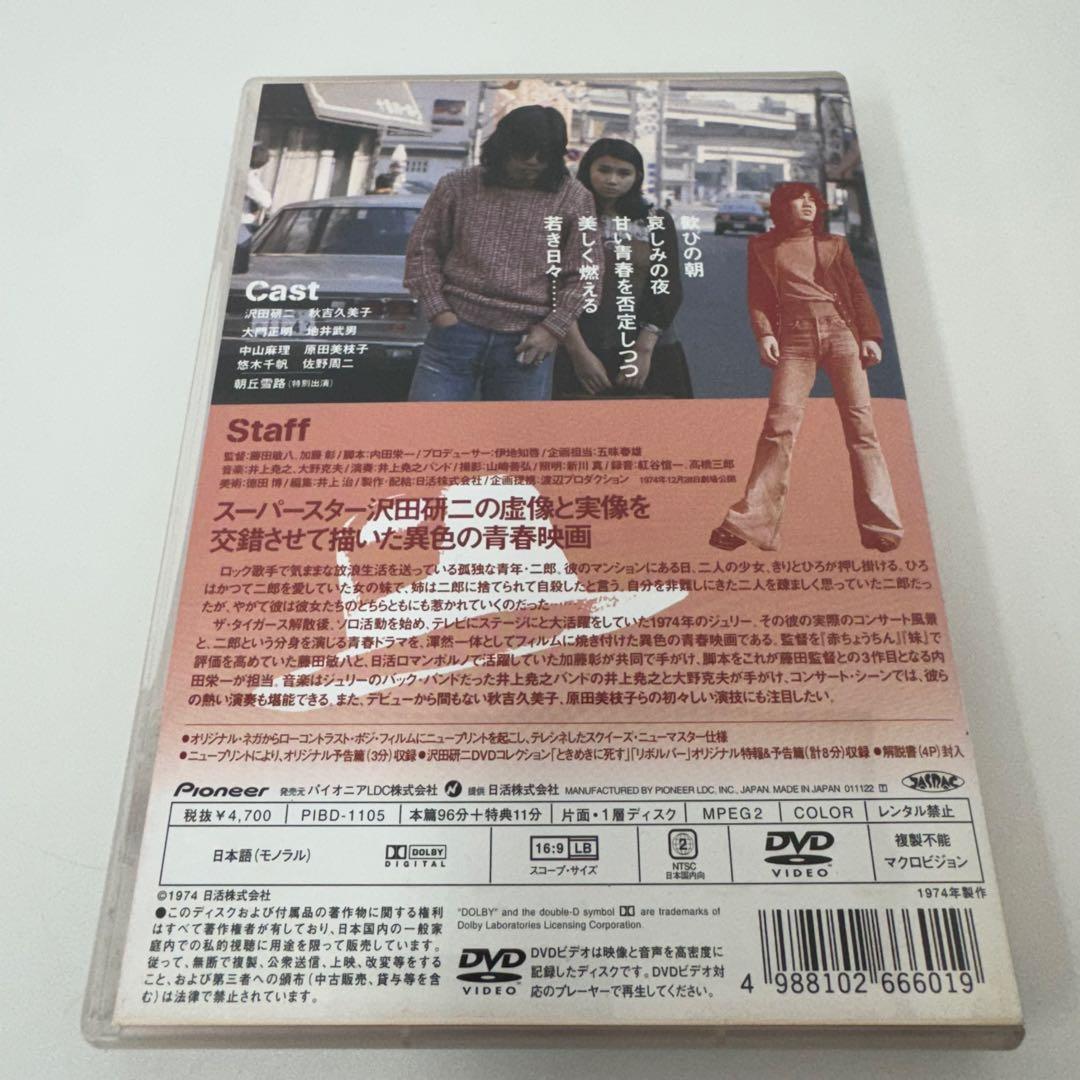 歓びの朝
哀しみの夜
甘い青春を否定しつつ
美しく燃える
若き日々……
Cast
沢田研二 秋吉久美子
大門正明 地井武男
中山麻理 原田美枝子
悠木千帆 佐野周二
朝丘雪路(特別出演)
Staff
監督:藤田敏八、加藤 彰/脚本:内田栄一/プロデューサー:伊地知啓/企画担当:五味春雄
音楽:井上堯之、大野克夫/演奏:井上堯之バンド/撮影:山崎善弘/照明:新川 真/録音:紅谷愃一、高橋三郎
美術:徳田 博/編集:井上 治/製作・配給:日活株式会社/企画提携:渡辺プロダクション 1974年12月28日劇場公開
スーパースター沢田研二の虚像と実像を
交錯させて描いた異色の青春映画
ロック歌手で気ままな放浪生活を送っている孤独な青年・二郎。彼のマンションにある日、二人の少女、きりとひろが押し掛ける。ひろ
はかつて二郎を愛していた女の妹で、姉は二郎に捨てられて自殺したと言う。自分を非難しにきた二人を疎ましく思っていた二郎だっ
たが、やがて彼は彼女たちのどちらともにも惹かれていくのだった……
ザ・タイガース解散後、ソロ活動を始め、テレビにステージにと大活躍をしていた1974年のジュリー。その彼の実際のコンサート風景
と、二郎という分身を演じる青春ドラマを、渾然一体としてフィルムに焼き付けた異色の青春映画である。監督を『赤ちょうちん』『妹』で
評価を高めていた藤田敏八と、日活ロマンポルノで活躍していた加藤彰が共同で手がけ、脚本をこれが藤田監督との3作目となる内
田栄一が担当。音楽はジュリーのバック・バンドだった井上堯之バンドの井上堯之と大野克夫が手がけ、コンサート・シーンでは、彼ら
の熱い演奏も堪能できる。また、デビューから間もない秋吉久美子、原田美枝子らの初々しい演技にも注目したい。
●オリジナル・ネガからローコントラスト・ポジ・フィルムにニュープリントを起こし、テレシネしたスクイーズ・ニューマスター仕様
●ニュープリントにより、オリジナル予告篇(3分)収録●沢田研二DVDコレクション「ときめきに死す」「リボルバー」オリジナル特報&予告篇(計8分)収録 ●解説書(4P)封入
Pioneer 発売元 パイオニアLDC株式会社 N 提供 日活株式会社 MANUFACTURED BY PIONEER LDC, INC., JAPAN. MADE IN JAPAN 011122 JASRAC
税抜¥4,700 PIBD-1105 本篇96分+特典11分 片面・1層ディスク MPEG2 COLOR レンタル禁止
日本語(モノラル) DOLBY DIGITAL 16:9 LB スコープ・サイズ 2 NTSC 日本国内向 DVD VIDEO 複製不能 マクロビジョン
©1974 日活株式会社 1974年製作
●このディスクおよび付属品の著作物に関する権利
はすべて著作権者が有しており、日本国内の一般家
庭内での私的視聴に用途を限って販売しています。
従って、無断で複製、公衆送信、上映、改変等をする
こと、および第三者への頒布(中古販売、貸与等を含
む)は法律で禁止されています。
"DOLBY" and the double-D symbol are trademarks of
Dolby Laboratories Licensing Corporation.
DVD VIDEO
DVDビデオは映像と音声を高密度に
記録したディスクです。DVDビデオ対
応のプレーヤーで再生してください。
4 988102 666019